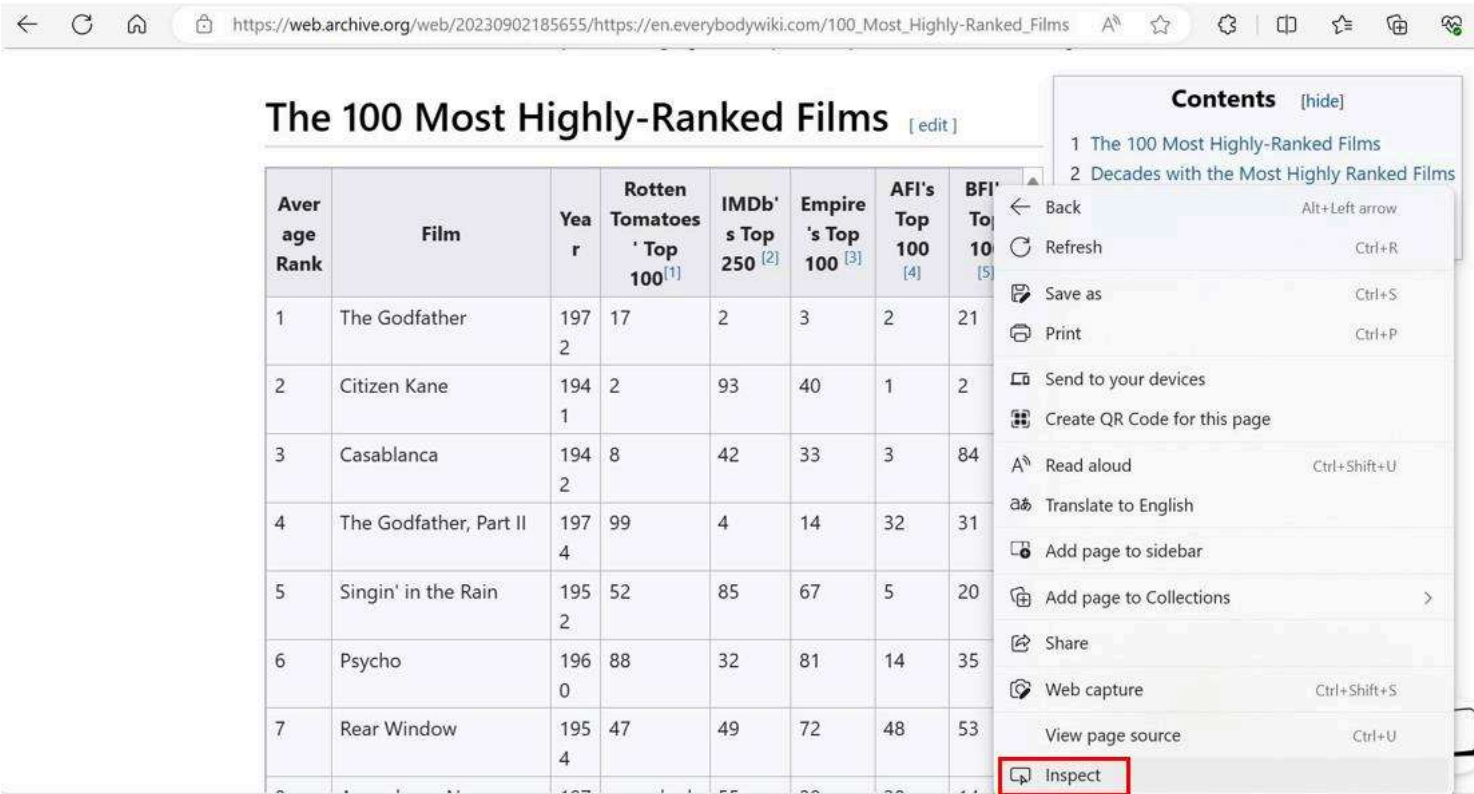 https://web.archive.org/web/20230902185655/https://en.everybodywiki.com/100_Most_Highly-Ranked_Films
The 100 Most Highly-Ranked Films [ edit ]
Contents [hide]
1 The 100 Most Highly-Ranked Films
2 Decades with the Most Highly Ranked Films
Aver
age
Rank
Film
Yea
r
Rotten
Tomatoes
' Top
100[1]
IMDb'
s Top
250 [2]
Empire
's Top
100 [3]
AFI's
Top
100
[4]
1 The Godfather 197 17 2 3 2 21
2
2 Citizen Kane 194 2 93 40 1 2
1
3 Casablanca 194 8 42 33 3 84
2
4 The Godfather, Part II 197 99 4 14 32 31
4
5 Singin' in the Rain 195 52 85 67 5 20
2
6 Psycho 196 88 32 81 14 35
0
7 Rear Window 195 47 49 72 48 53
4
Back Alt+Left arrow
Refresh Ctrl+R
Save as Ctrl+S
Print Ctrl+P
Send to your devices
Create QR Code for this page
Read aloud Ctrl+Shift+U
Translate to English
Add page to sidebar
Add page to Collections
Share
Web capture Ctrl+Shift+S
View page source Ctrl+U
Inspect